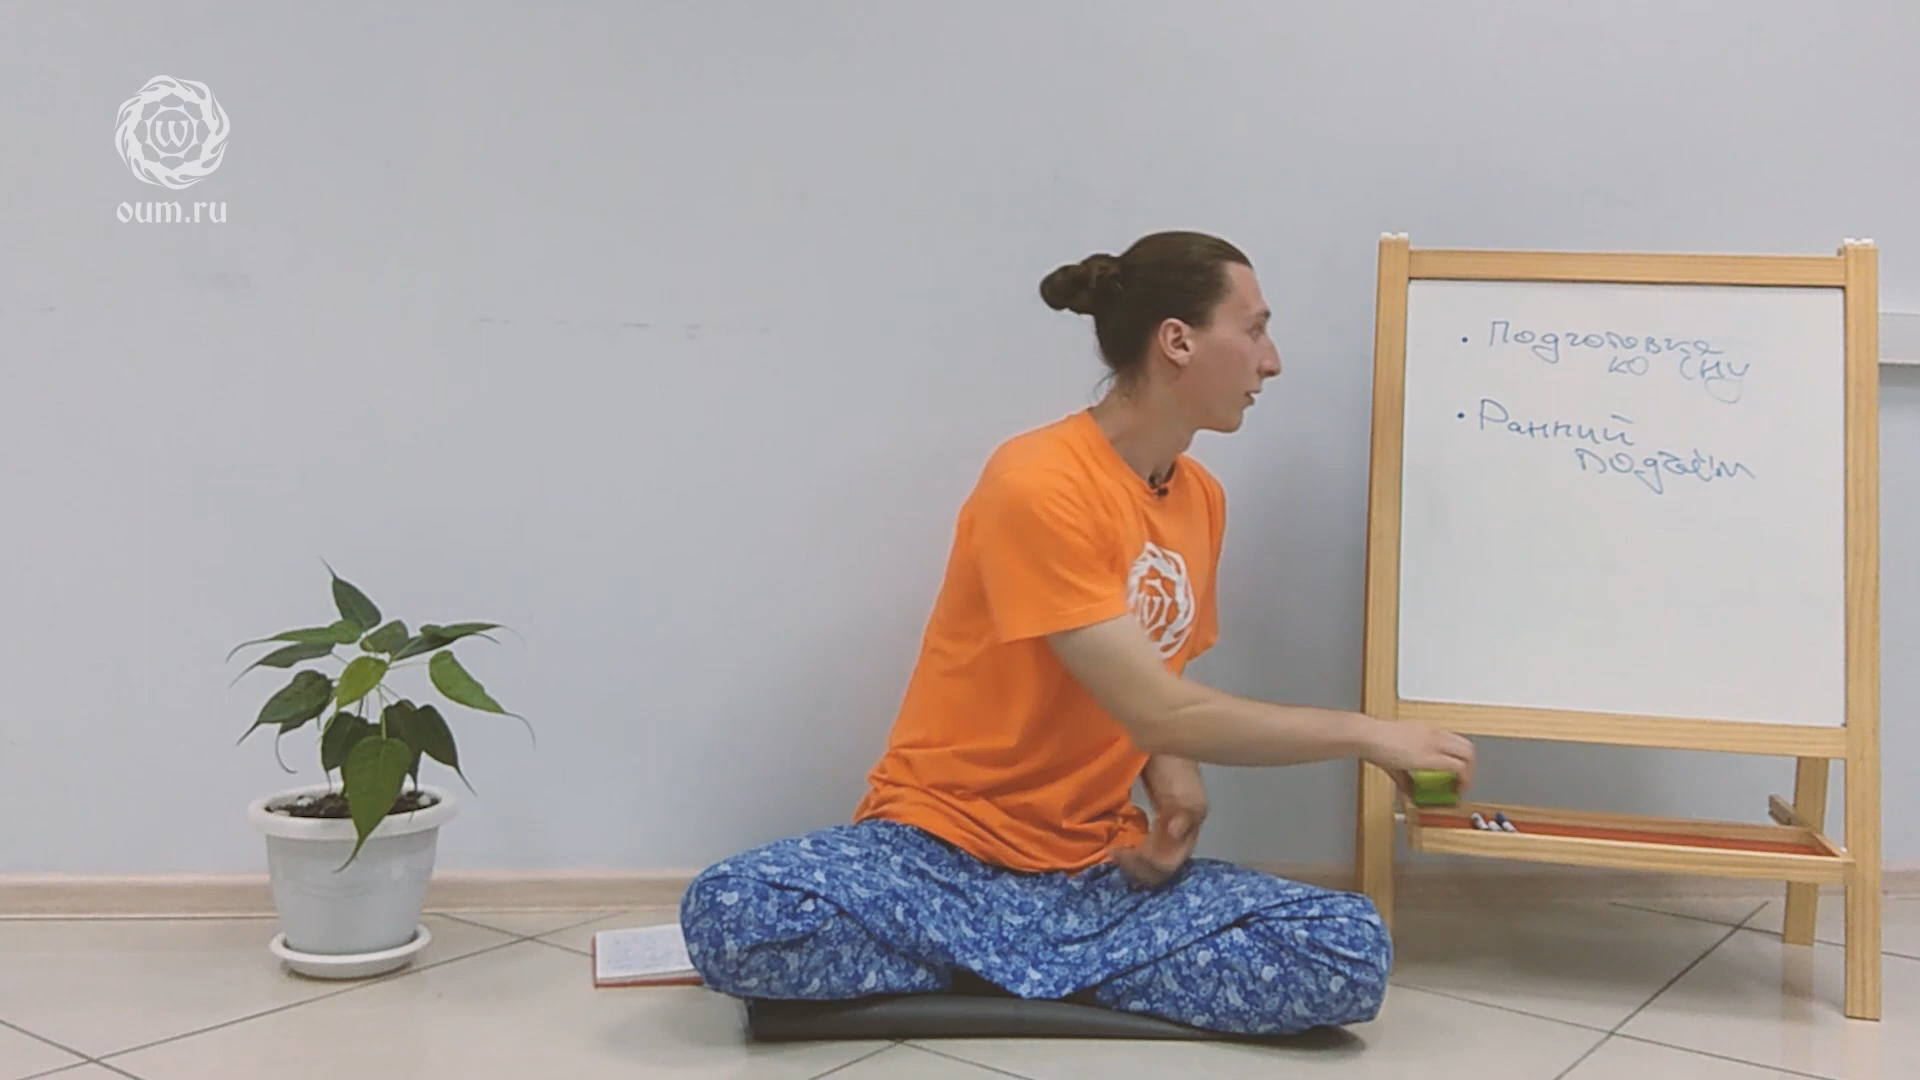 oum.ru
• Подготовка
ко сну
• Ранний
подъём